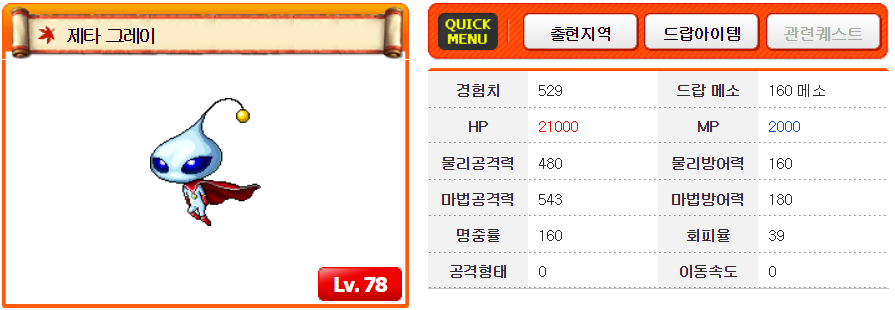 제타 그레이
Lv. 78
QUICK MENU 출현지역 드랍아이템 관련퀘스트
경험치 529 드랍 메소 160 메소
HP 21000 MP 2000
물리공격력 480 물리방어력 160
마법공격력 543 마법방어력 180
명중률 160 회피율 39
공격형태 0 이동속도 0